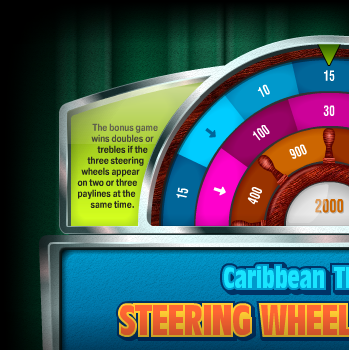 The bonus game
wins doubles or
trebles if the
three steering
wheels appear
on two or three
paylines at the
same time.
15
10
15
100
30
400
900
2000
Caribbean
STEERING WHEEL